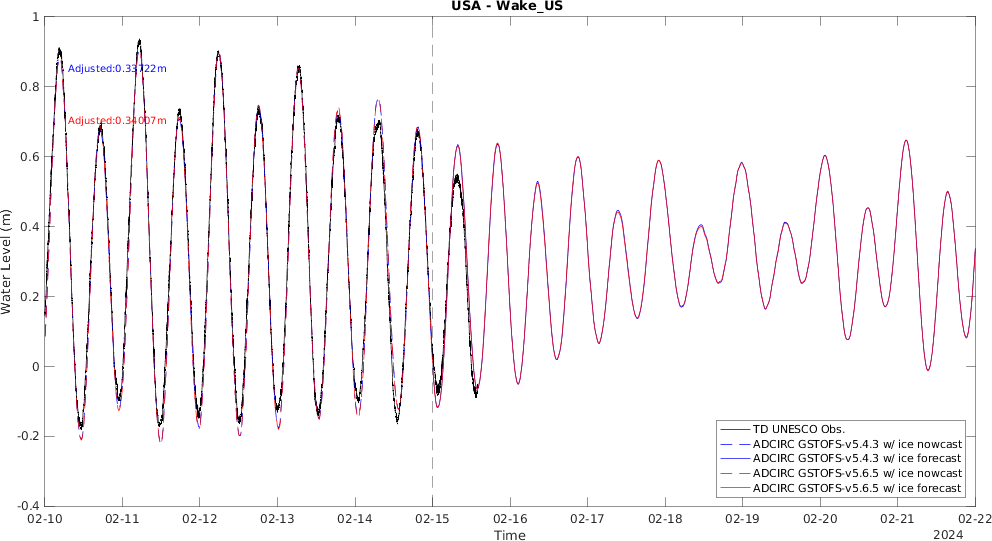 USA - Wake_US
Water Level (m)
1
0.8
0.6
0.4
0.2
0
-0.2
-0.4
Adjusted:0.33722m
Adjusted:0.34007m
TD UNESCO Obs.
ADCIRC GSTOFS-v5.4.3 w/ ice nowcast
ADCIRC GSTOFS-v5.4.3 w/ ice forecast
ADCIRC GSTOFS-v5.6.5 w/ ice nowcast
ADCIRC GSTOFS-v5.6.5 w/ ice forecast
02-10 02-11 02-12 02-13 02-14 02-15 02-16 02-17 02-18 02-19 02-20 02-21 02-22
Time
2024